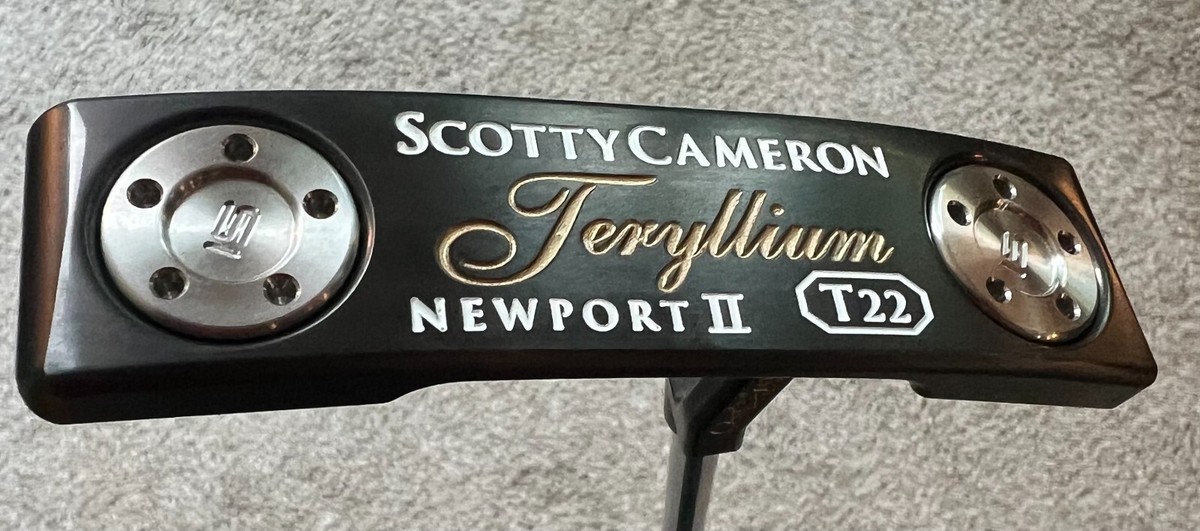 SCOTTY CAMERON
Teryllium
NEWPORT II
T22